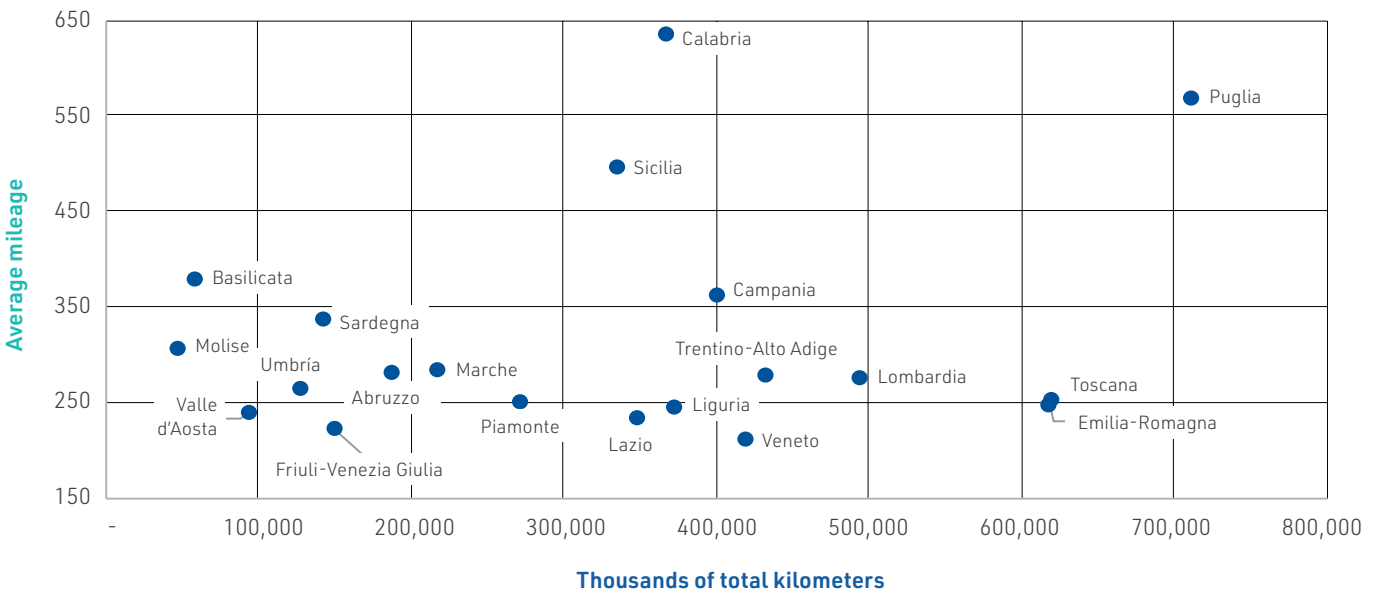 650
Calabria
Puglia
550
Sicilia
450
Basilicata
Campania
350
Sardegna
Molise
Trentino-Alto Adige
Umbría
Marche
Lombardia
Toscana
Abruzzo
250
Valle
d'Aosta
Liguria
Emilia-Romagna
Piamonte
Lazio
Veneto
Friuli-Venezia Giulia
150
Average mileage
-
100,000
200,000
300,000
400,000
500,000
600,000
700,000
800,000
Thousands of total kilometers